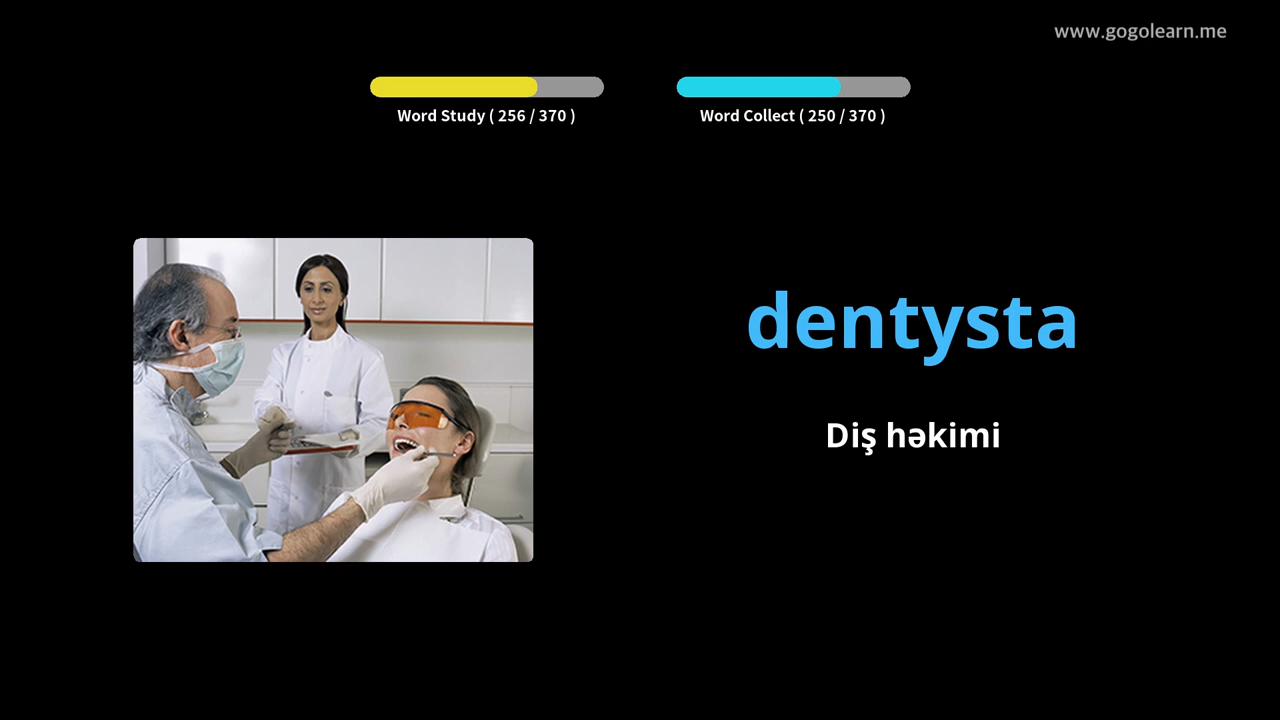 www.gogolearn.me
Word Study ( 256 / 370 )
Word Collect ( 250 / 370 )
dentysta
Diş həkimi